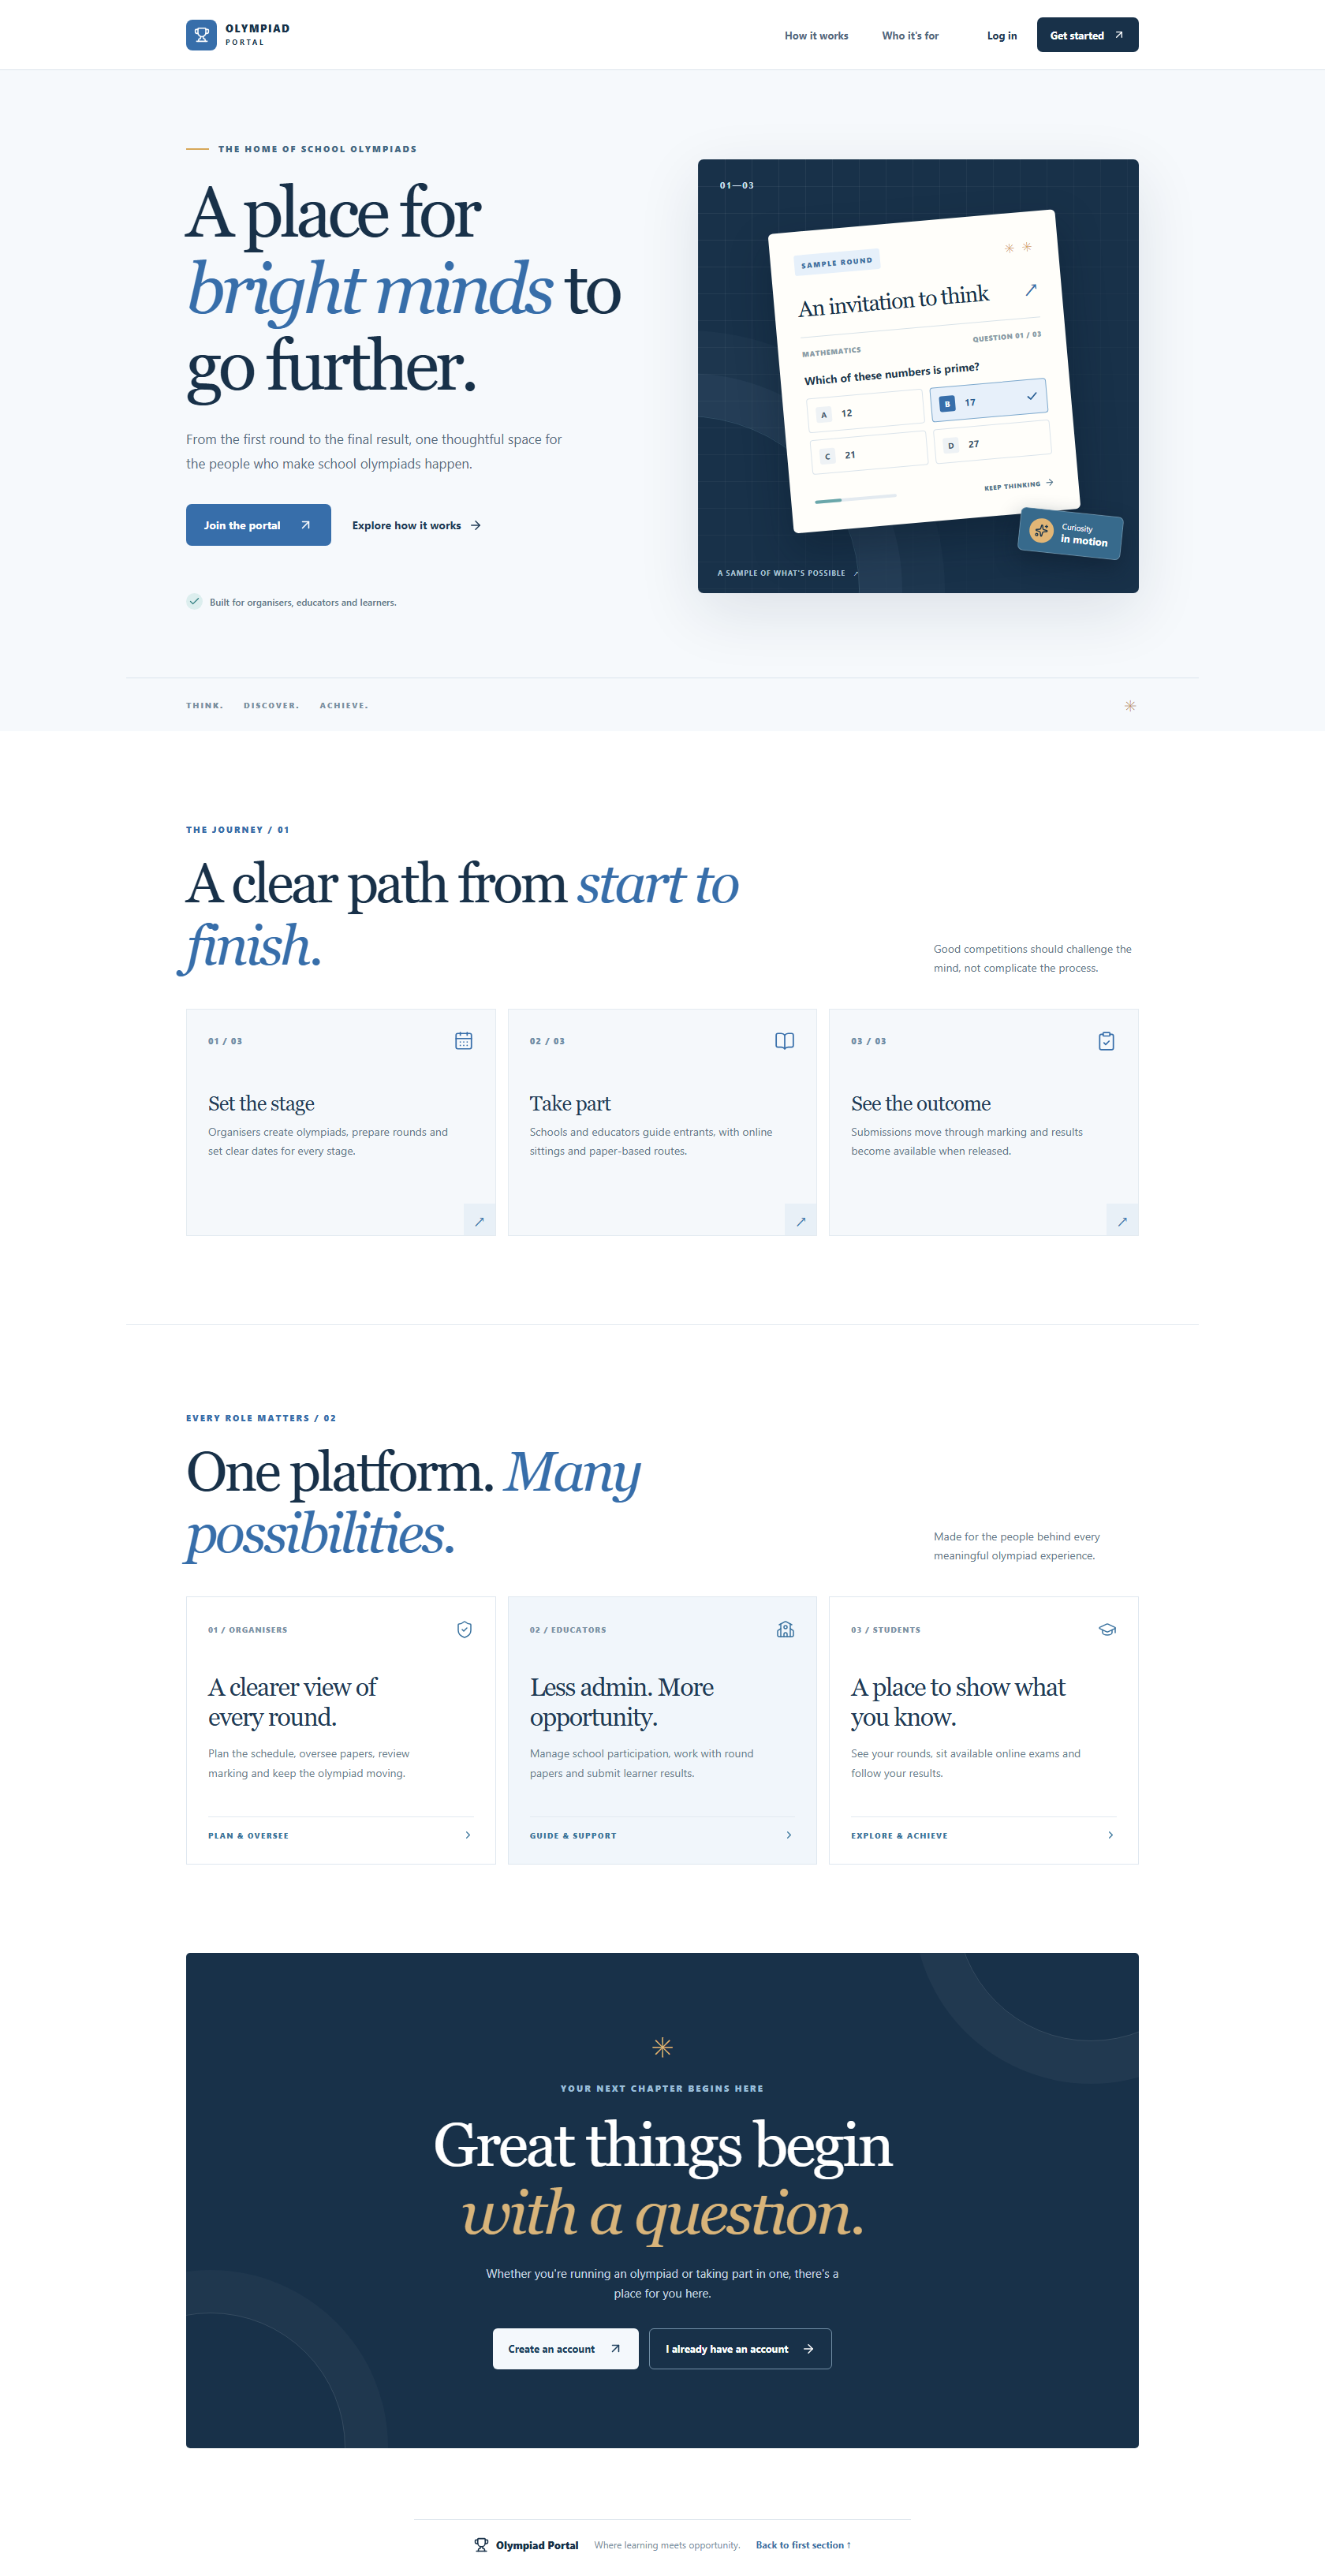 OLYMPIAD
PORTAL
How it works
Who it's for
Log in
Get started
THE HOME OF SCHOOL OLYMPIADS
A place for
bright minds to
go further.
From the first round to the final result, one thoughtful space for
the people who make school olympiads happen.
Join the portal
Explore how it works →
Built for organisers, educators and learners.
01—03
SAMPLE ROUND
An invitation to think ↗
MATHEMATICS
QUESTION 01 / 03
Which of these numbers is prime?
A 12
B 17
C 21
D 27
KEEP THINKING →
Curiosity
in motion
A SAMPLE OF WHAT'S POSSIBLE ↗
THINK. DISCOVER. ACHIEVE.
THE JOURNEY / 01
A clear path from start to
finish.
Good competitions should challenge the
mind, not complicate the process.
01 / 03
Set the stage
Organisers create olympiads, prepare rounds and
set clear dates for every stage.
↗
02 / 03
Take part
Schools and educators guide entrants, with online
sittings and paper-based routes.
↗
03 / 03
See the outcome
Submissions move through marking and results
become available when released.
↗
EVERY ROLE MATTERS / 02
One platform. Many
possibilities.
Made for the people behind every
meaningful olympiad experience.
01 / ORGANISERS
A clearer view of
every round.
Plan the schedule, oversee papers, review
marking and keep the olympiad moving.
PLAN & OVERSEE
02 / EDUCATORS
Less admin. More
opportunity.
Manage school participation, work with round
papers and submit learner results.
GUIDE & SUPPORT
03 / STUDENTS
A place to show what
you know.
See your rounds, sit available online exams and
follow your results.
EXPLORE & ACHIEVE
YOUR NEXT CHAPTER BEGINS HERE
Great things begin
with a question.
Whether you're running an olympiad or taking part in one, there's a
place for you here.
Create an account
I already have an account →
Olympiad Portal
Where learning meets opportunity.
Back to first section ↑